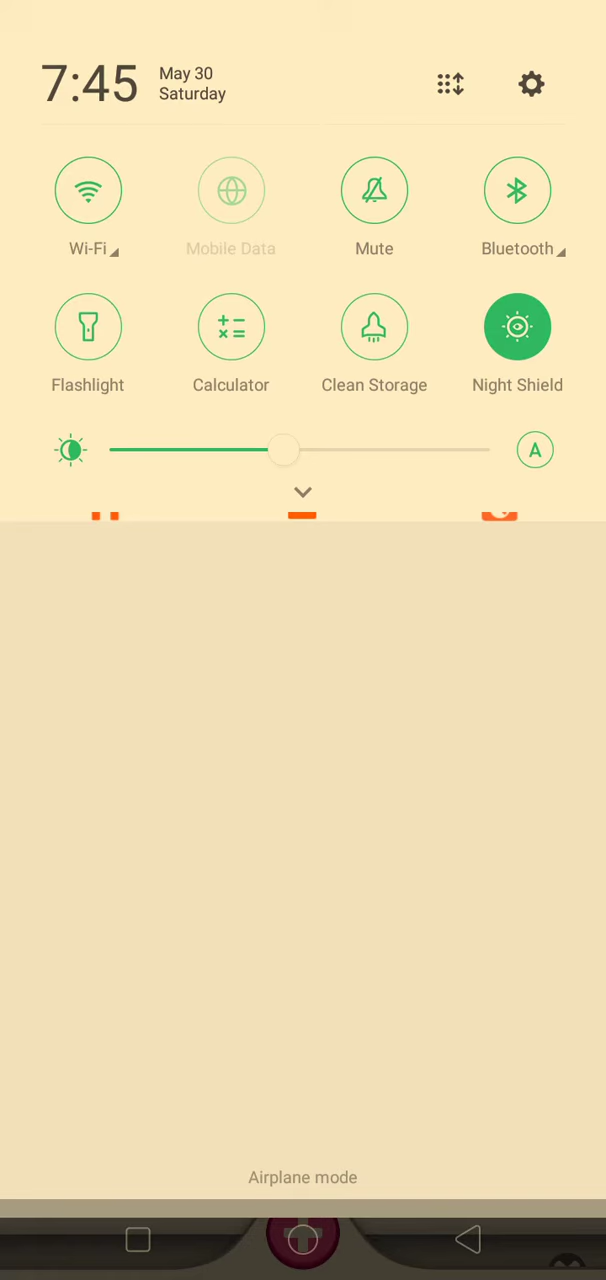 7:45
May 30
Saturday
Wi-Fi
Mobile Data
Mute
Bluetooth
Flashlight
Calculator
Clean Storage
Night Shield
A
Airplane mode